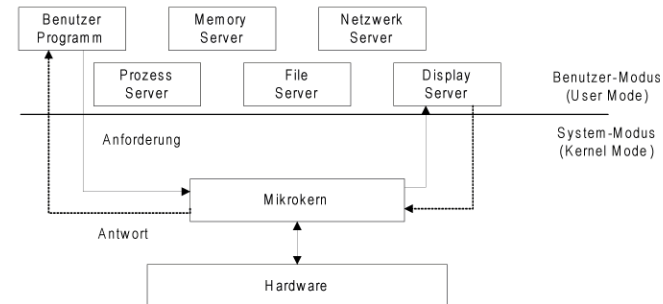 Benutzer
Programm
Memory
Server
Netzwerk
Server
Prozess
Server
File
Server
Display
Server
Benutzer-Modus
(User Mode)
System-Modus
(Kernel Mode)
Anforderung
Mikrokern
Antwort
Hardware